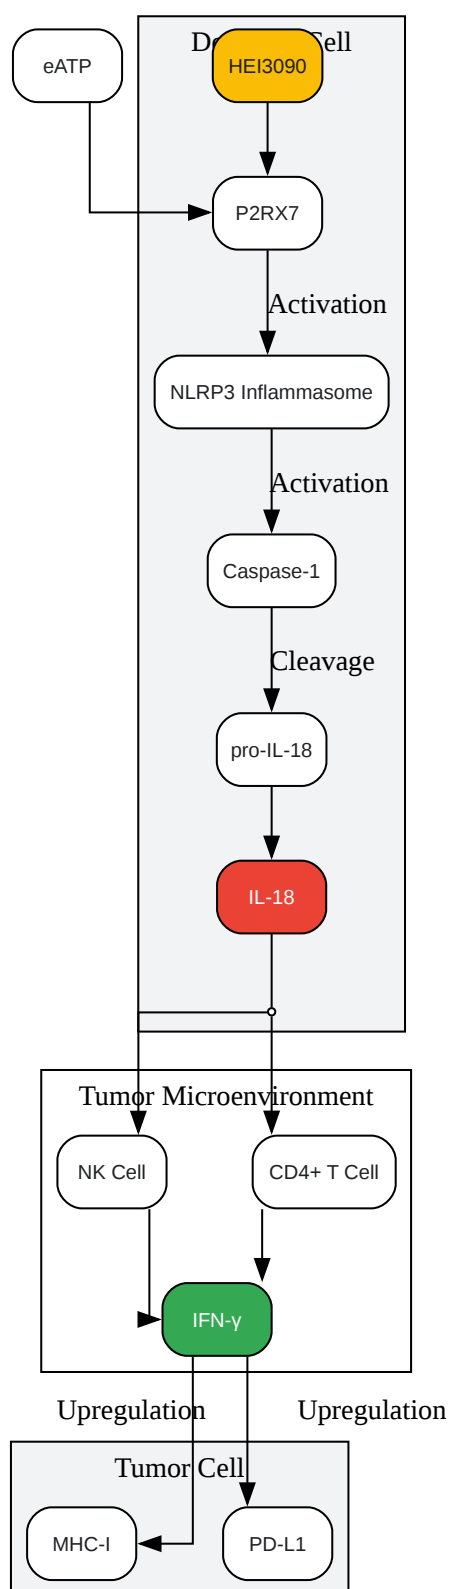 eATP
HEI3090
P2RX7
Activation
NLRP3 Inflammasome
Activation
Caspase-1
Cleavage
pro-IL-18
IL-18
Tumor Microenvironment
NK Cell
CD4+ T Cell
IFN-γ
Upregulation
Upregulation
Tumor Cell
MHC-I
PD-L1